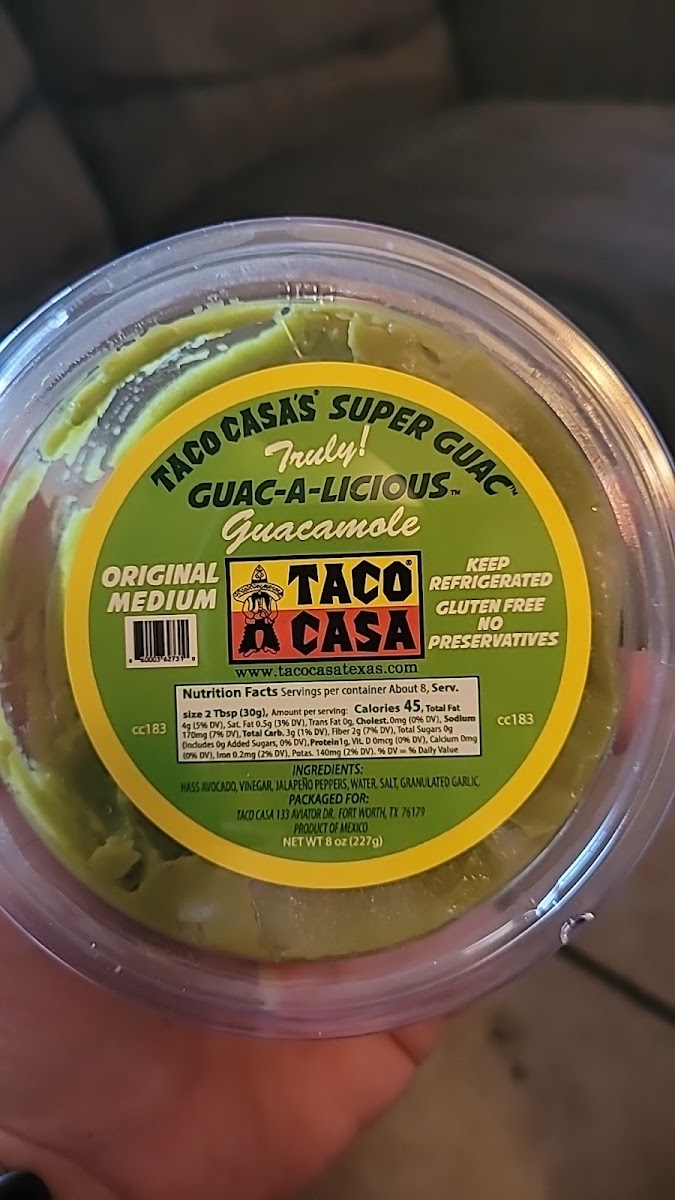 TACO CASA'S® SUPER GUAC™
Truly!
GUAC-A-LICIOUS™
Guacamole
ORIGINAL
MEDIUM
TACO®
CASA
KEEP
REFRIGERATED
GLUTEN FREE
NO
PRESERVATIVES
www.tacocasatexas.com
cc183
Nutrition Facts Servings per container About 8, Serv.
size 2 Tbsp (30g), Amount per serving: Calories 45, Total Fat
4g (5% DV), Sat. Fat 0.5g (3% DV), Trans Fat 0g, Cholest. 0mg (0% DV), Sodium
170mg (7% DV), Total Carb. 3g (1% DV), Fiber 2g (7% DV), Total Sugars 0g
(Includes 0g Added Sugars, 0% DV), Protein 1g, Vit. D 0mcg (0% DV), Calcium 0mg
(0% DV), Iron 0.2mg (2% DV), Potas. 140mg (2% DV). % DV = % Daily Value
cc183
INGREDIENTS:
HASS AVOCADO, VINEGAR, JALAPEÑO PEPPERS, WATER, SALT, GRANULATED GARLIC.
PACKAGED FOR:
TACO CASA 133 AVIATOR DR. FORT WORTH, TX 76179
PRODUCT OF MEXICO
NET WT 8 oz (227g)